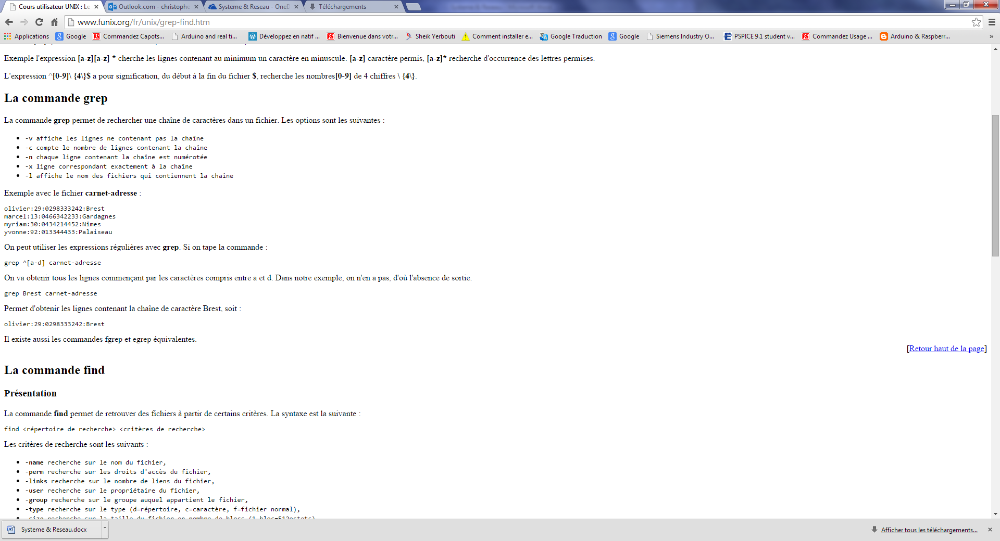 Cours utilisateur UNIX : Le
Outlook.com - christophe
Systeme & Reseau - OneD
Téléchargements
www.funix.org/fr/unix/grep-find.htm
Applications
Google
Commandez Capots...
Arduino and real ti...
Développez en natif ...
Bienvenue dans votr...
Sheik Yerbouti
Comment installer e...
Google Traduction
Google
Siemens Industry O...
PSPICE 9.1 student v...
Commandez Usage ...
Arduino & Raspberr...
»
Exemple l'expression [a-z][a-z] * cherche les lignes contenant au minimum un caractère en minuscule. [a-z] caractère permis, [a-z]* recherche d'occurrence des lettres permises.
L'expression ^[0-9]\ {4\}$ a pour signification, du début à la fin du fichier $, recherche les nombres[0-9] de 4 chiffres \ {4\}.
La commande grep
La commande grep permet de rechercher une chaîne de caractères dans un fichier. Les options sont les suivantes :
• -v affiche les lignes ne contenant pas la chaîne
• -c compte le nombre de lignes contenant la chaîne
• -n chaque ligne contenant la chaîne est numérotée
• -x ligne correspondant exactement à la chaîne
• -l affiche le nom des fichiers qui contiennent la chaîne
Exemple avec le fichier carnet-adresse :
olivier:29:0298333242:Brest
marcel:13:0466342233:Gardagnes
myriam:30:0434214452:Nimes
yvonne:92:013344433:Palaiseau
On peut utiliser les expressions régulières avec grep. Si on tape la commande :
grep ^[a-d] carnet-adresse
On va obtenir tous les lignes commençant par les caractères compris entre a et d. Dans notre exemple, on n'en a pas, d'où l'absence de sortie.
grep Brest carnet-adresse
Permet d'obtenir les lignes contenant la chaîne de caractère Brest, soit :
olivier:29:0298333242:Brest
Il existe aussi les commandes fgrep et egrep équivalentes.
[Retour haut de la page]
La commande find
Présentation
La commande find permet de retrouver des fichiers à partir de certains critères. La syntaxe est la suivante :
find <répertoire de recherche> <critères de recherche>
Les critères de recherche sont les suivants :
• -name recherche sur le nom du fichier,
• -perm recherche sur les droits d'accès du fichier,
• -links recherche sur le nombre de liens du fichier,
• -user recherche sur le propriétaire du fichier,
• -group recherche sur le groupe auquel appartient le fichier,
• -type recherche sur le type (d=répertoire, c=caractère, f=fichier normal),
• -size recherche sur la taille du fichier en nombre de blocs (1 bloc=512octets)
Systeme & Reseau.docx
Afficher tous les téléchargements...